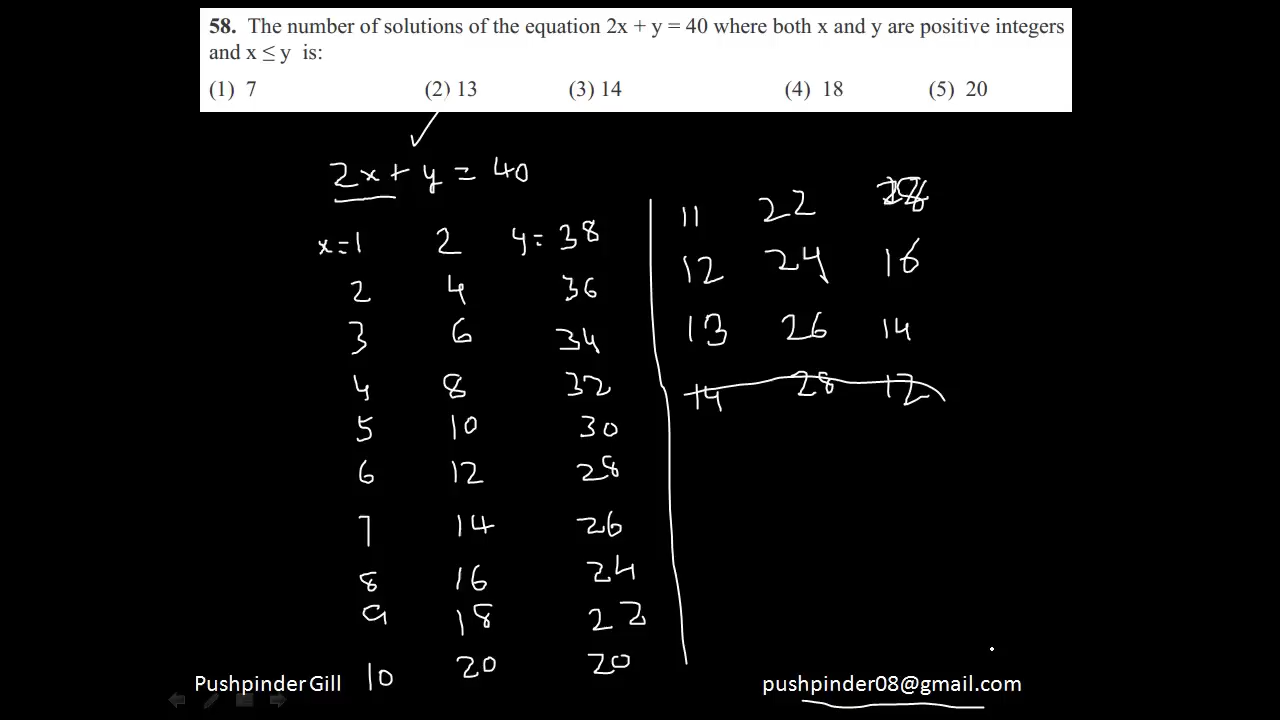 58. The number of solutions of the equation 2x + y = 40 where both x and y are positive integers
and x ≤ y is:
(1) 7 (2) 13 (3) 14 (4) 18 (5) 20
2x + y = 40
x = 1 2 y = 38
2 4 36
3 6 34
4 8 32
5 10 30
6 12 28
7 14 26
8 16 24
9 18 22
10 20 20
11 22
12 24 16
13 26 14
14 28 12
Pushpinder Gill
pushpinder08@gmail.com